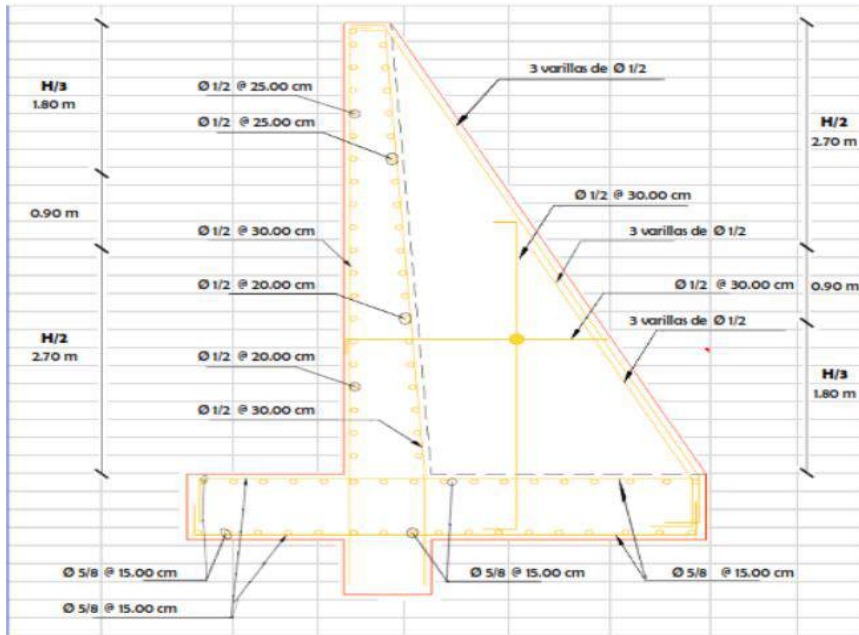 H/3
1.80 m
0.90 m
H/2
2.70 m
Ø 1/2 @ 25.00 cm
Ø 1/2 @ 25.00 cm
Ø 1/2 @ 30.00 cm
Ø 1/2 @ 20.00 cm
Ø 1/2 @ 20.00 cm
Ø 1/2 @ 30.00 cm
3 varillas de Ø 1/2
Ø 1/2 @ 30.00 cm
3 varillas de Ø 1/2
Ø 1/2 @ 30.00 cm
3 varillas de Ø 1/2
H/2
2.70 m
0.90 m
H/3
1.80 m
Ø 5/8 @ 15.00 cm
Ø 5/8 @ 15.00 cm
Ø 5/8 @ 15.00 cm
Ø 5/8 @ 15.00 cm